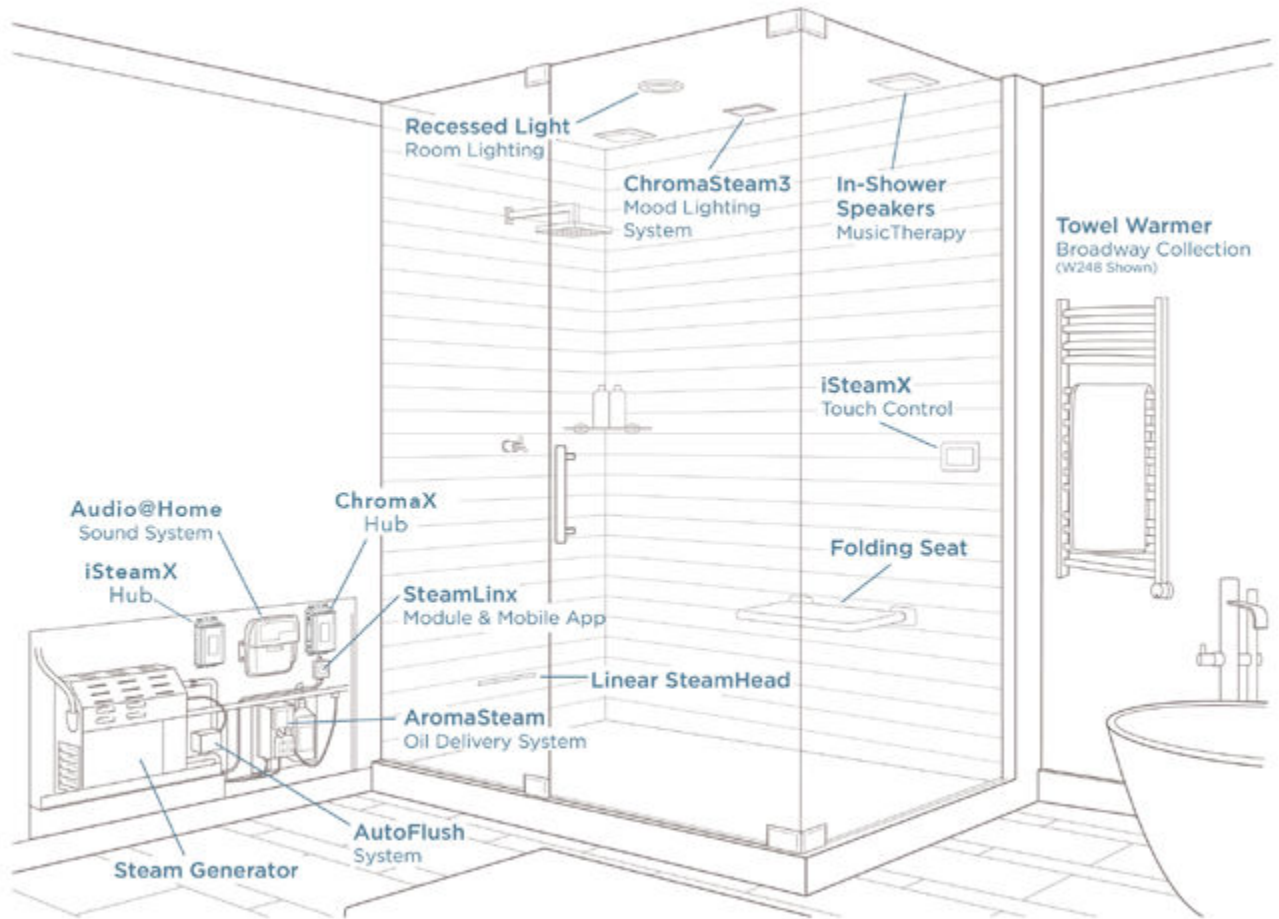 Recessed Light
Room Lighting
ChromaSteam3
Mood Lighting
System
In-Shower
Speakers
MusicTherapy
Towel Warmer
Broadway Collection
(W248 Shown)
iSteamX
Touch Control
Audio@Home
Sound System
ChromaX
Hub
iSteamX
Hub
SteamLinx
Module & Mobile App
Folding Seat
Linear SteamHead
AromaSteam
Oil Delivery System
AutoFlush
System
Steam Generator